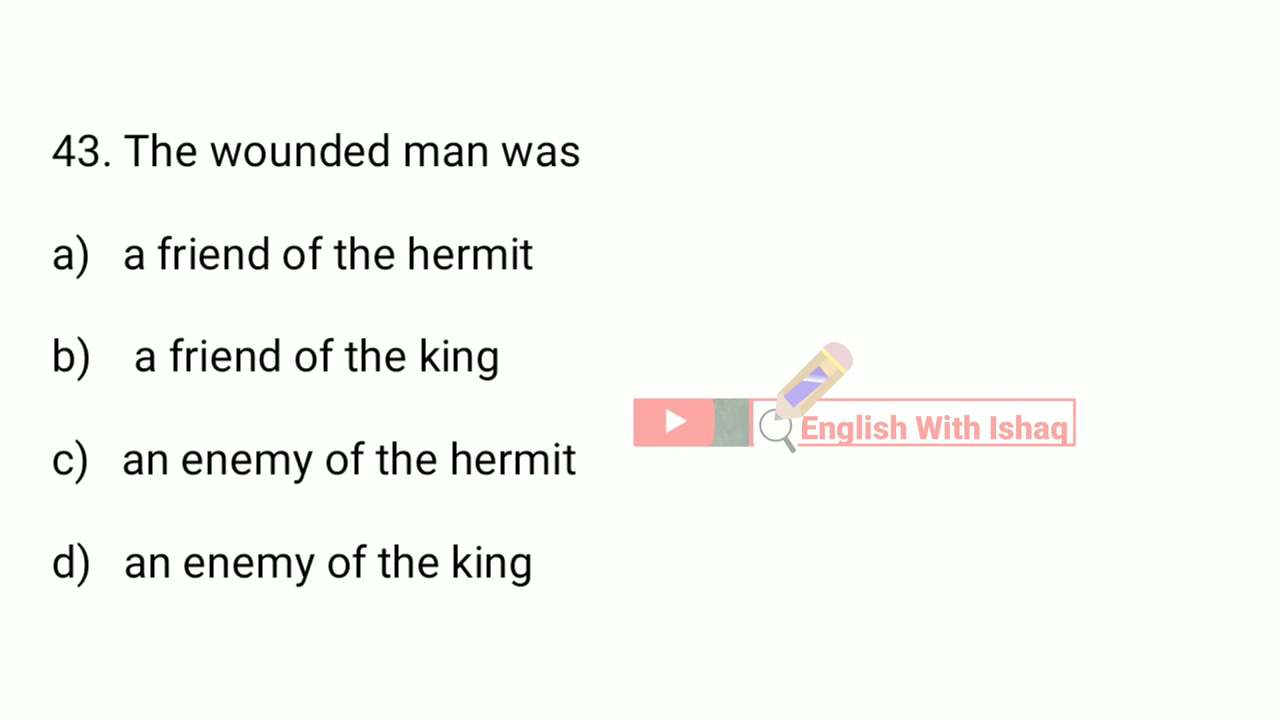 43. The wounded man was
a) a friend of the hermit
b) a friend of the king
c) an enemy of the hermit
d) an enemy of the king
English With Ishaq